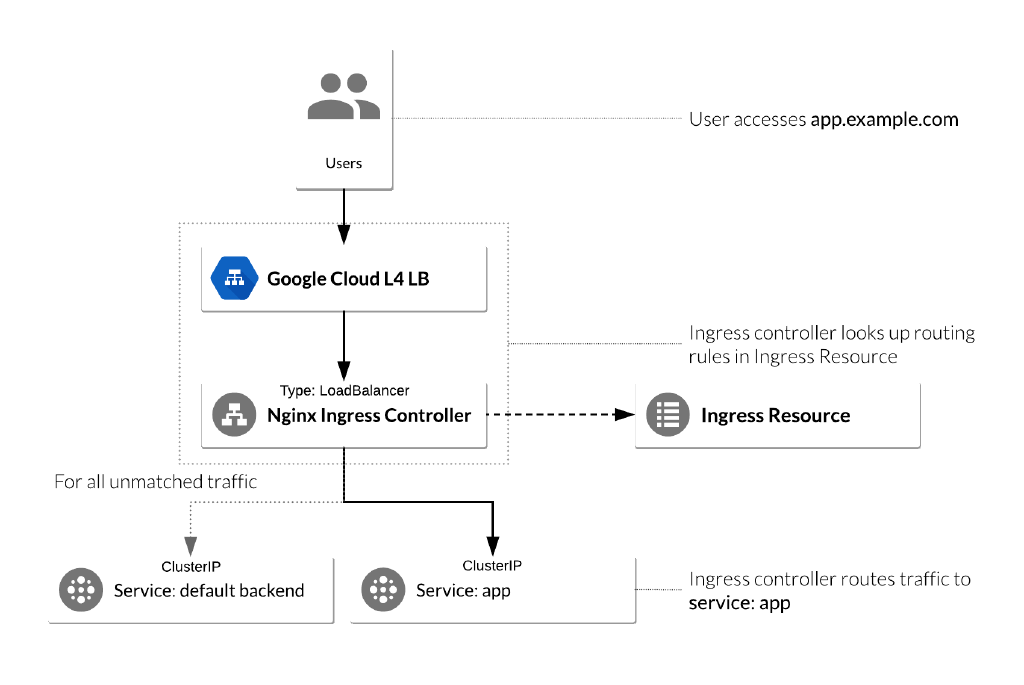 User accesses app.example.com
Users
Google Cloud L4 LB
Ingress controller looks up routing
rules in Ingress Resource
Type: LoadBalancer
Nginx Ingress Controller
Ingress Resource
For all unmatched traffic
ClusterIP
Service: default backend
ClusterIP
Service: app
Ingress controller routes traffic to
service: app